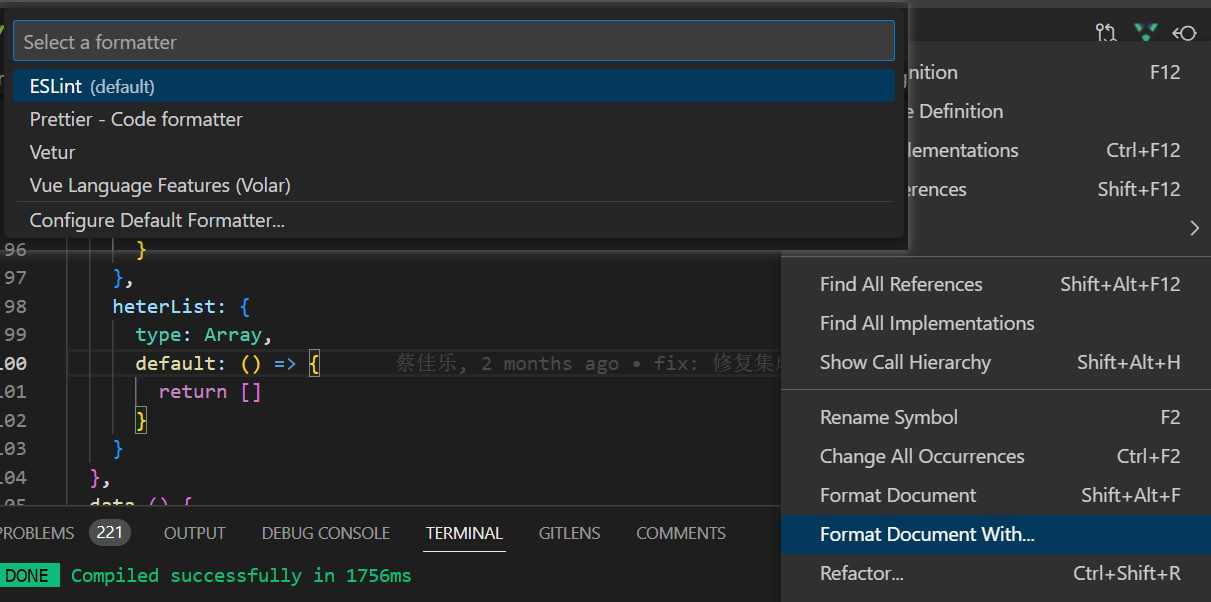 Select a formatter
ESLint (default)
Prettier - Code formatter
Vetur
Vue Language Features (Volar)
Configure Default Formatter...
nition F12
e Definition
lementations Ctrl+F12
erences Shift+F12
Find All References Shift+Alt+F12
Find All Implementations
Show Call Hierarchy Shift+Alt+H
Rename Symbol F2
Change All Occurrences Ctrl+F2
Format Document Shift+Alt+F
Format Document With...
Refactor... Ctrl+Shift+R
96 }
97 },
98 heterList: {
99 type: Array,
100 default: () => { 蔡佳乐, 2 months ago • fix: 修复集成
101 return []
102 }
103 }
104 },
105 data () {
PROBLEMS 221 OUTPUT DEBUG CONSOLE TERMINAL GITLENS COMMENTS
DONE Compiled successfully in 1756ms